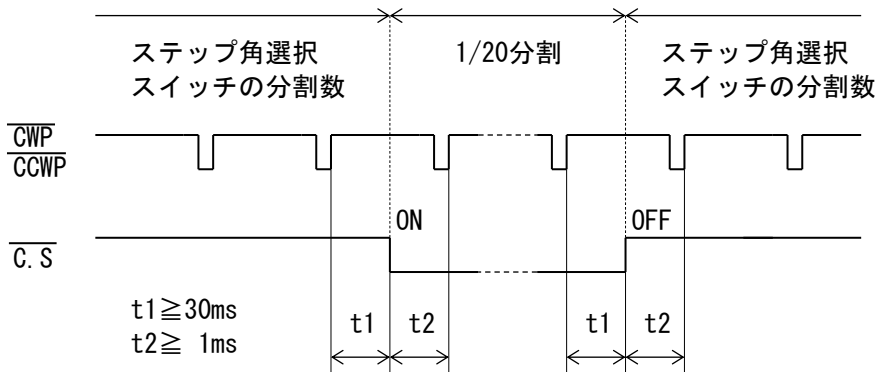 ステップ角選択
スイッチの分割数
1/20分割
ステップ角選択
スイッチの分割数
CWP
CCWP
ON
OFF
C.S
t1≧30ms
t2≧ 1ms
t1
t2
t1
t2